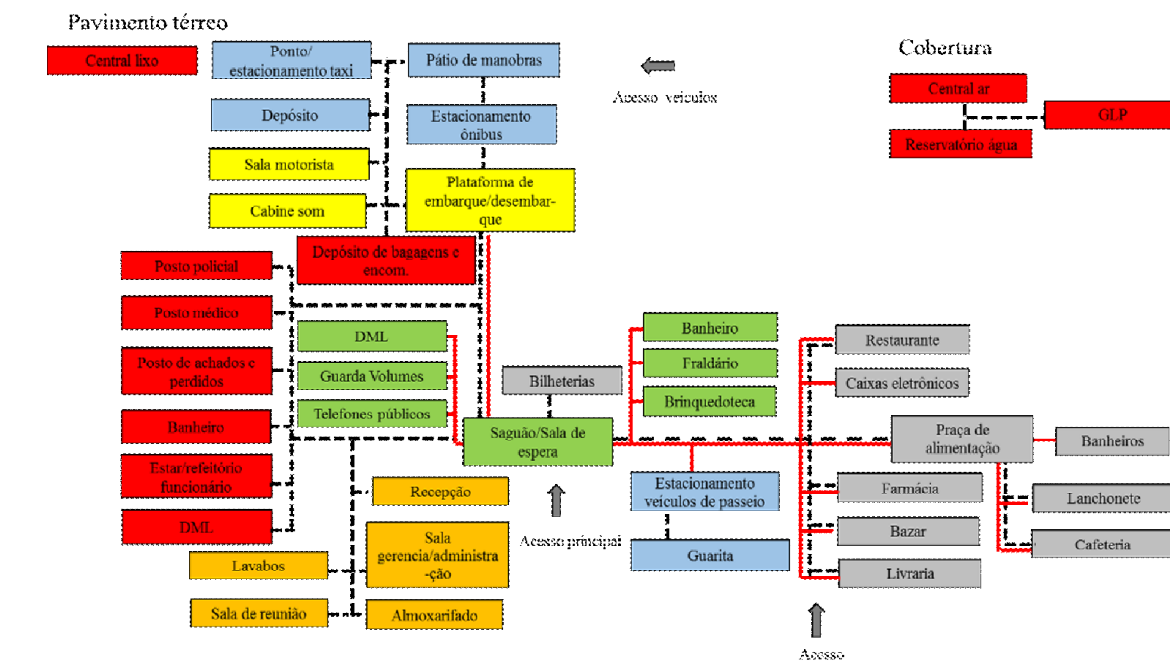 Pavimento térreo
Central lixo
Ponto/
estacionamento taxi
Pátio de manobras
Acesso veículos
Cobertura
Central ar
GLP
Reservatório água
Depósito
Estacionamento
ônibus
Sala motorista
Cabine som
Plataforma de
embarque/desembar-
que
Depósito de bagagens e
encom.
Posto policial
Posto médico
Posto de achados e
perdidos
Banheiro
Estar/refeitório
funcionário
DML
DML
Guarda Volumes
Telefones públicos
Bilheterias
Saguão/Sala de
espera
Banheiro
Fraldário
Brinquedoteca
Restaurante
Caixas eletrônicos
Praça de
alimentação
Banheiros
Estacionamento
veículos de passeio
Guarita
Farmácia
Bazar
Livraria
Lanchonete
Cafeteria
Recepção
Sala
gerencia/administra
-ção
Lavabos
Sala de reunião
Almoxarifado
Acesso principal
Acesso